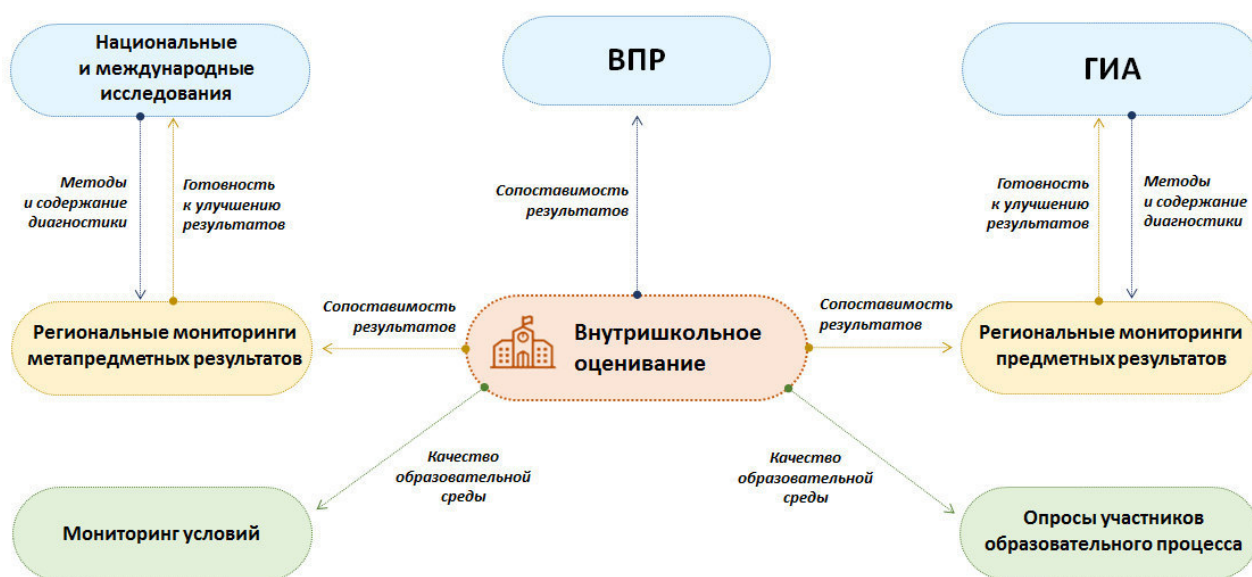 Национальные
и международные
исследования
ВПР
ГИА
Методы
и содержание
диагностики
Готовность
к улучшению
результатов
Сопоставимость
результатов
Готовность
к улучшению
результатов
Методы
и содержание
диагностики
Региональные мониторинги
метапредметных результатов
Сопоставимость
результатов
Внутришкольное
оценивание
Сопоставимость
результатов
Региональные мониторинги
предметных результатов
Качество
образовательной
среды
Качество
образовательной
среды
Мониторинг условий
Опросы участников
образовательного процесса